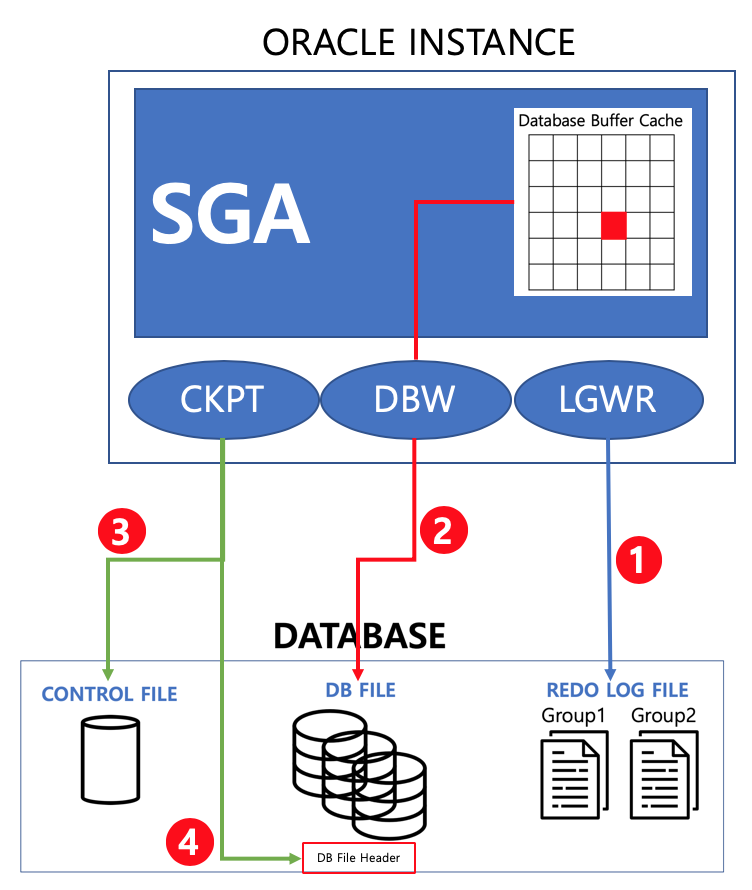 ORACLE INSTANCE
Database Buffer Cache
SGA
CKPT
DBW
LGWR
3
2
1
DATABASE
CONTROL FILE
DB FILE
REDO LOG FILE
Group1
Group2
4
DB File Header